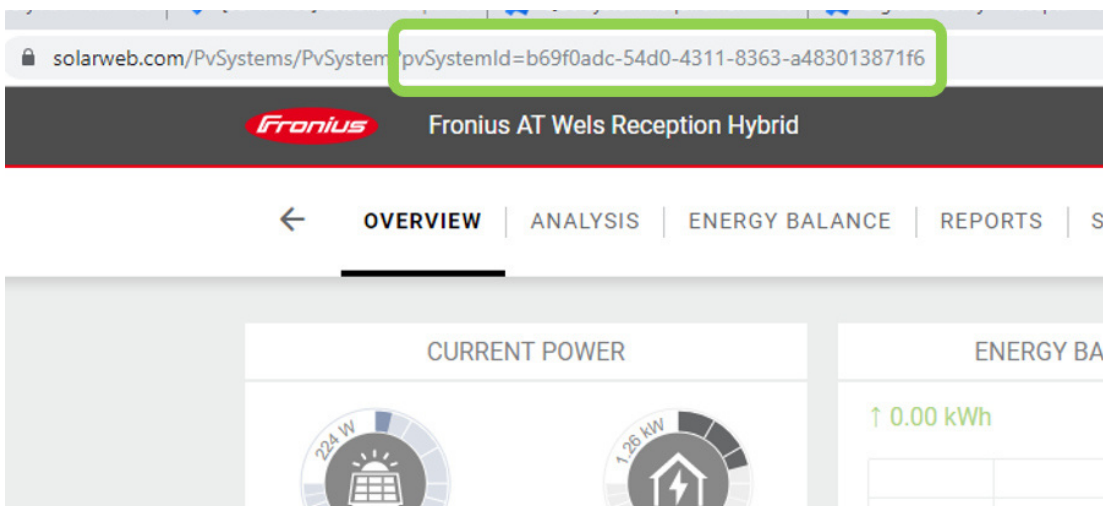 solarweb.com/PvSystems/PvSystem?pvSystemId=b69f0adc-54d0-4311-8363-a483013871f6
Fronius Fronius AT Wels Reception Hybrid
OVERVIEW ANALYSIS ENERGY BALANCE REPORTS S
CURRENT POWER ENERGY BA
224 W 1.26 kW ↑ 0.00 kWh